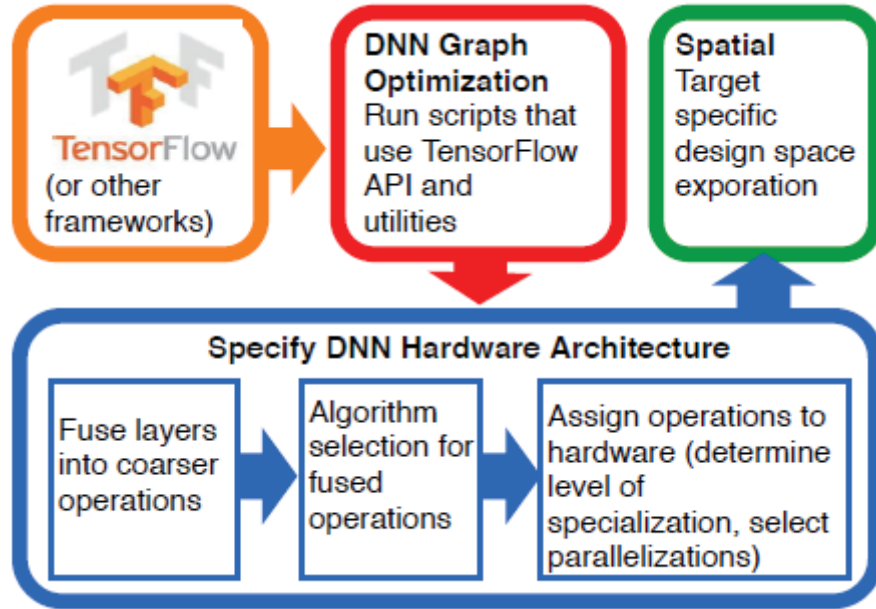 TensorFlow
(or other
frameworks)
DNN Graph
Optimization
Run scripts that
use TensorFlow
API and
utilities
Spatial
Target
specific
design space
exporation
Specify DNN Hardware Architecture
Fuse layers
into coarser
operations
Algorithm
selection for
fused
operations
Assign operations to
hardware (determine
level of
specialization, select
parallelizations)